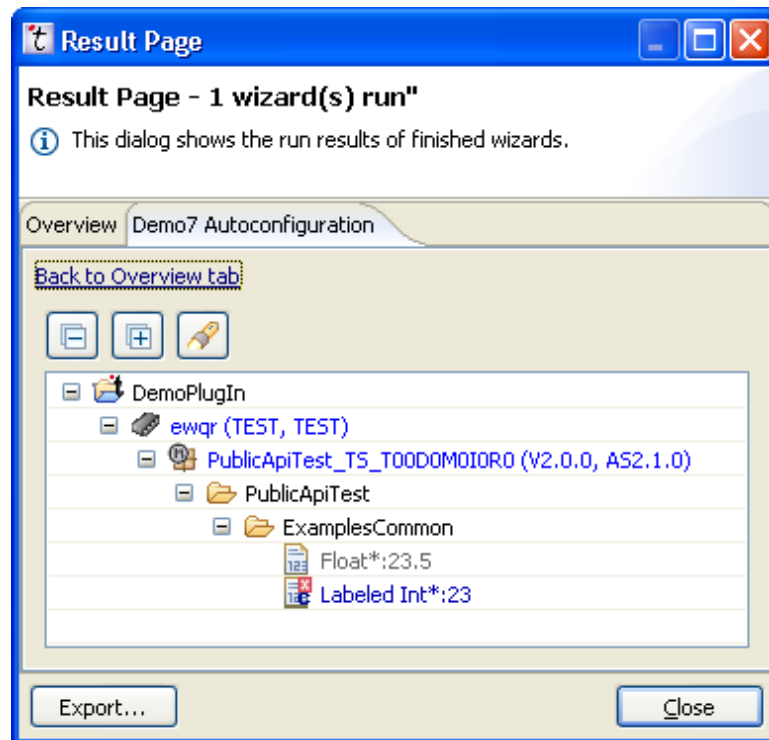 Result Page
Result Page - 1 wizard(s) run"
This dialog shows the run results of finished wizards.
Overview Demo7 Autoconfiguration
Back to Overview tab
DemoPlugIn
ewqr (TEST, TEST)
PublicApiTest_TS_T00D0M0I0R0 (V2.0.0, AS2.1.0)
PublicApiTest
ExamplesCommon
Float*:23.5
Labeled Int*:23
Export... Close